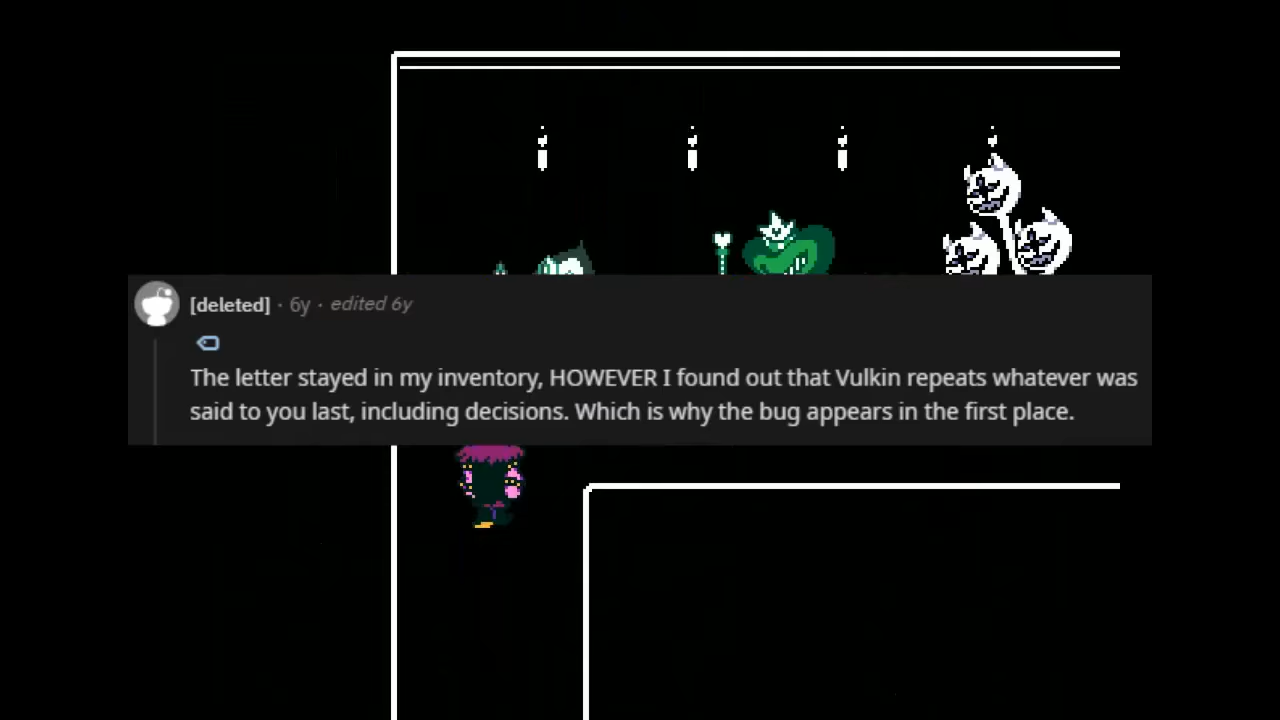 [deleted] · 6y · edited 6y
The letter stayed in my inventory, HOWEVER I found out that Vulkin repeats whatever was
said to you last, including decisions. Which is why the bug appears in the first place.